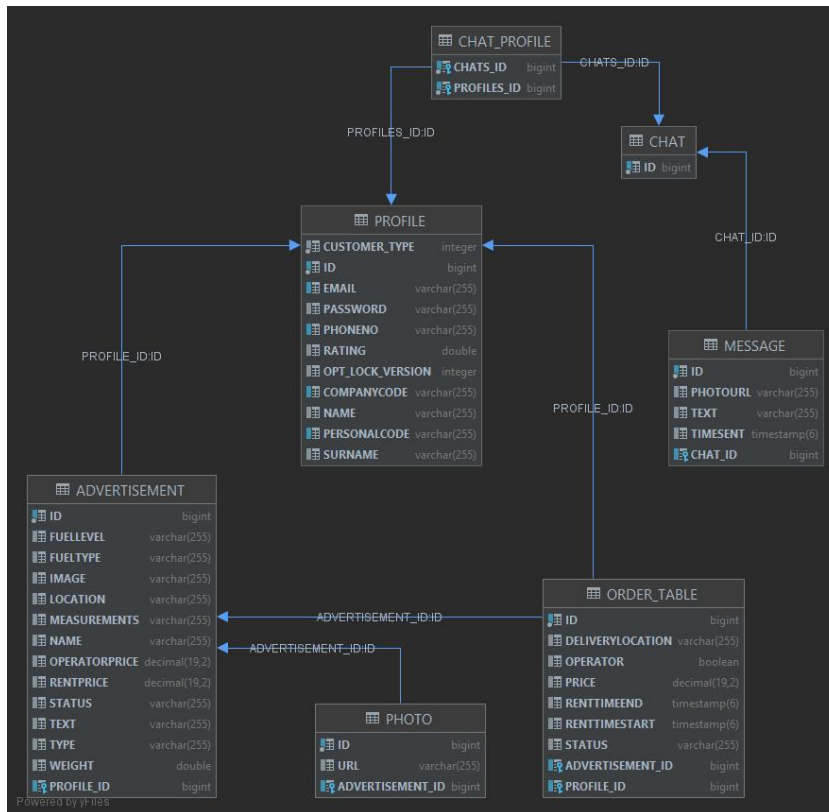 CHAT_PROFILE
CHATS_ID bigint
PROFILES_ID bigint
CHATS_ID:ID
PROFILES_ID:ID
CHAT
ID bigint
CHAT_ID:ID
PROFILE
CUSTOMER_TYPE integer
ID bigint
EMAIL varchar(255)
PASSWORD varchar(255)
PHONENO varchar(255)
RATING double
OPT_LOCK_VERSION integer
COMPANYCODE varchar(255)
NAME varchar(255)
PERSONALCODE varchar(255)
SURNAME varchar(255)
MESSAGE
ID bigint
PHOTOURL varchar(255)
TEXT varchar(255)
TIMESENT timestamp(6)
CHAT_ID bigint
PROFILE_ID:ID
PROFILE_ID:ID
ADVERTISEMENT
ID bigint
FUELLEVEL varchar(255)
FUELTYPE varchar(255)
IMAGE varchar(255)
LOCATION varchar(255)
MEASUREMENTS varchar(255)
NAME varchar(255)
OPERATORPRICE decimal(19,2)
RENTPRICE decimal(19,2)
STATUS varchar(255)
TEXT varchar(255)
TYPE varchar(255)
WEIGHT double
PROFILE_ID bigint
ADVERTISEMENT_ID:ID
ADVERTISEMENT_ID:ID
PHOTO
ID bigint
URL varchar(255)
ADVERTISEMENT_ID bigint
ORDER_TABLE
ID bigint
DELIVERYLOCATION varchar(255)
OPERATOR boolean
PRICE decimal(19,2)
RENTTIMEEND timestamp(6)
RENTTIMESTART timestamp(6)
STATUS varchar(255)
ADVERTISEMENT_ID bigint
PROFILE_ID bigint
Powered by yFiles